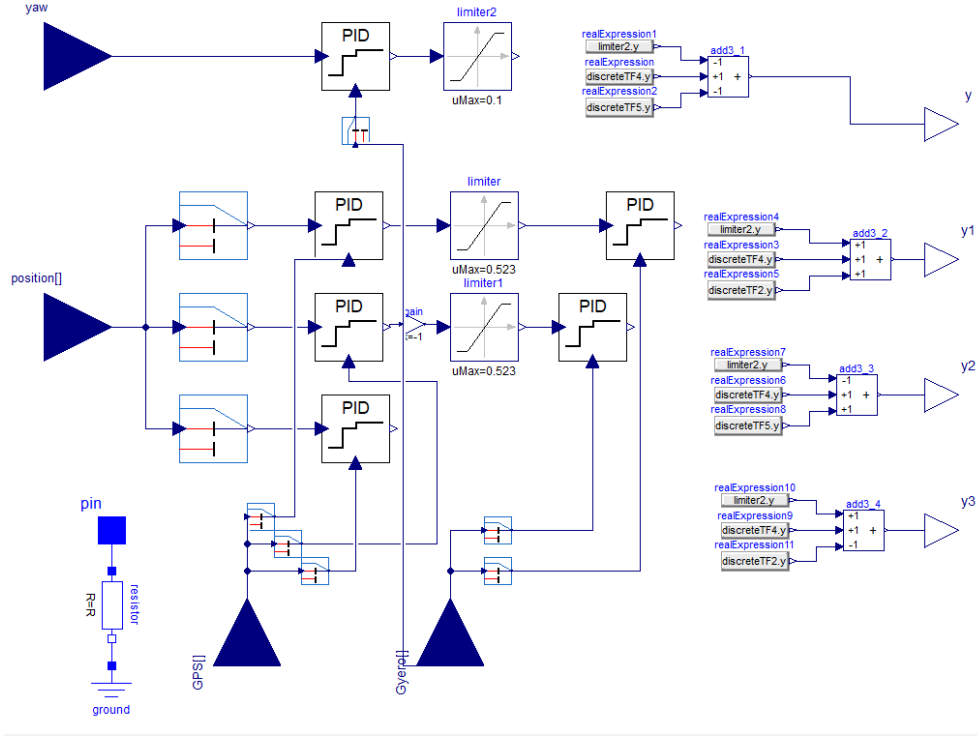 yaw
PID
limiter2
uMax=0.1
realExpression1
limiter2.y
realExpression
discreteTF4.y
realExpression2
discreteTF5.y
add3_1
-1
+1 +
-1
y
position[]
PID
limiter
uMax=0.523
PID
PID
limiter1
uMax=0.523
PID
PID
realExpression4
limiter2.y
realExpression3
discreteTF4.y
realExpression5
discreteTF2.y
add3_2
+1
+1 +
+1
y1
realExpression7
limiter2.y
realExpression6
discreteTF4.y
realExpression8
discreteTF5.y
add3_3
-1
+1 +
+1
y2
realExpression10
limiter2.y
realExpression9
discreteTF4.y
realExpression11
discreteTF2.y
add3_4
+1
+1 +
-1
y3
pin
resistor
R=R
ground
GPS[]
Gyero[]